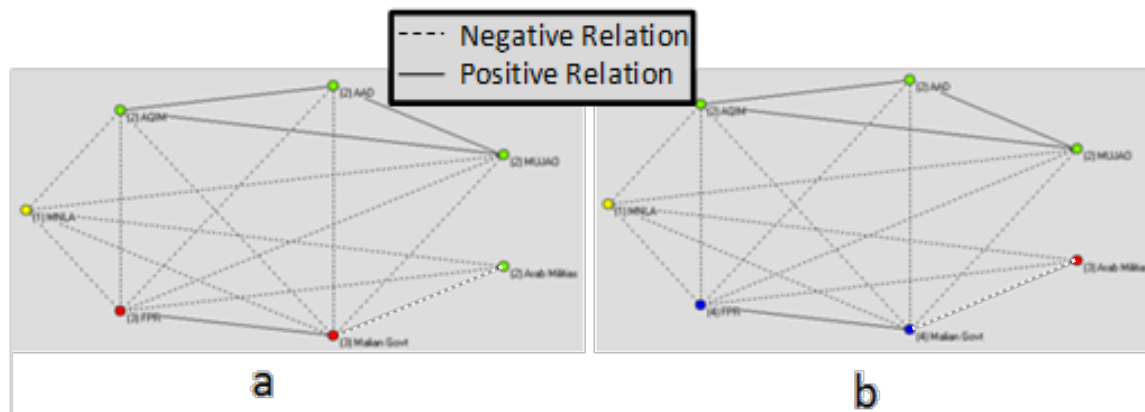 Negative Relation
Positive Relation
(2) AAD
(2) AQIM
(2) MUJAO
(1) MNLA
(2) Arab Militias
(3) FPR
(3) Malian Govt
a
(2) AAD
(2) AQIM
(2) MUJAO
(1) MNLA
(3) Arab Militias
(4) FPR
(4) Malian Govt
b